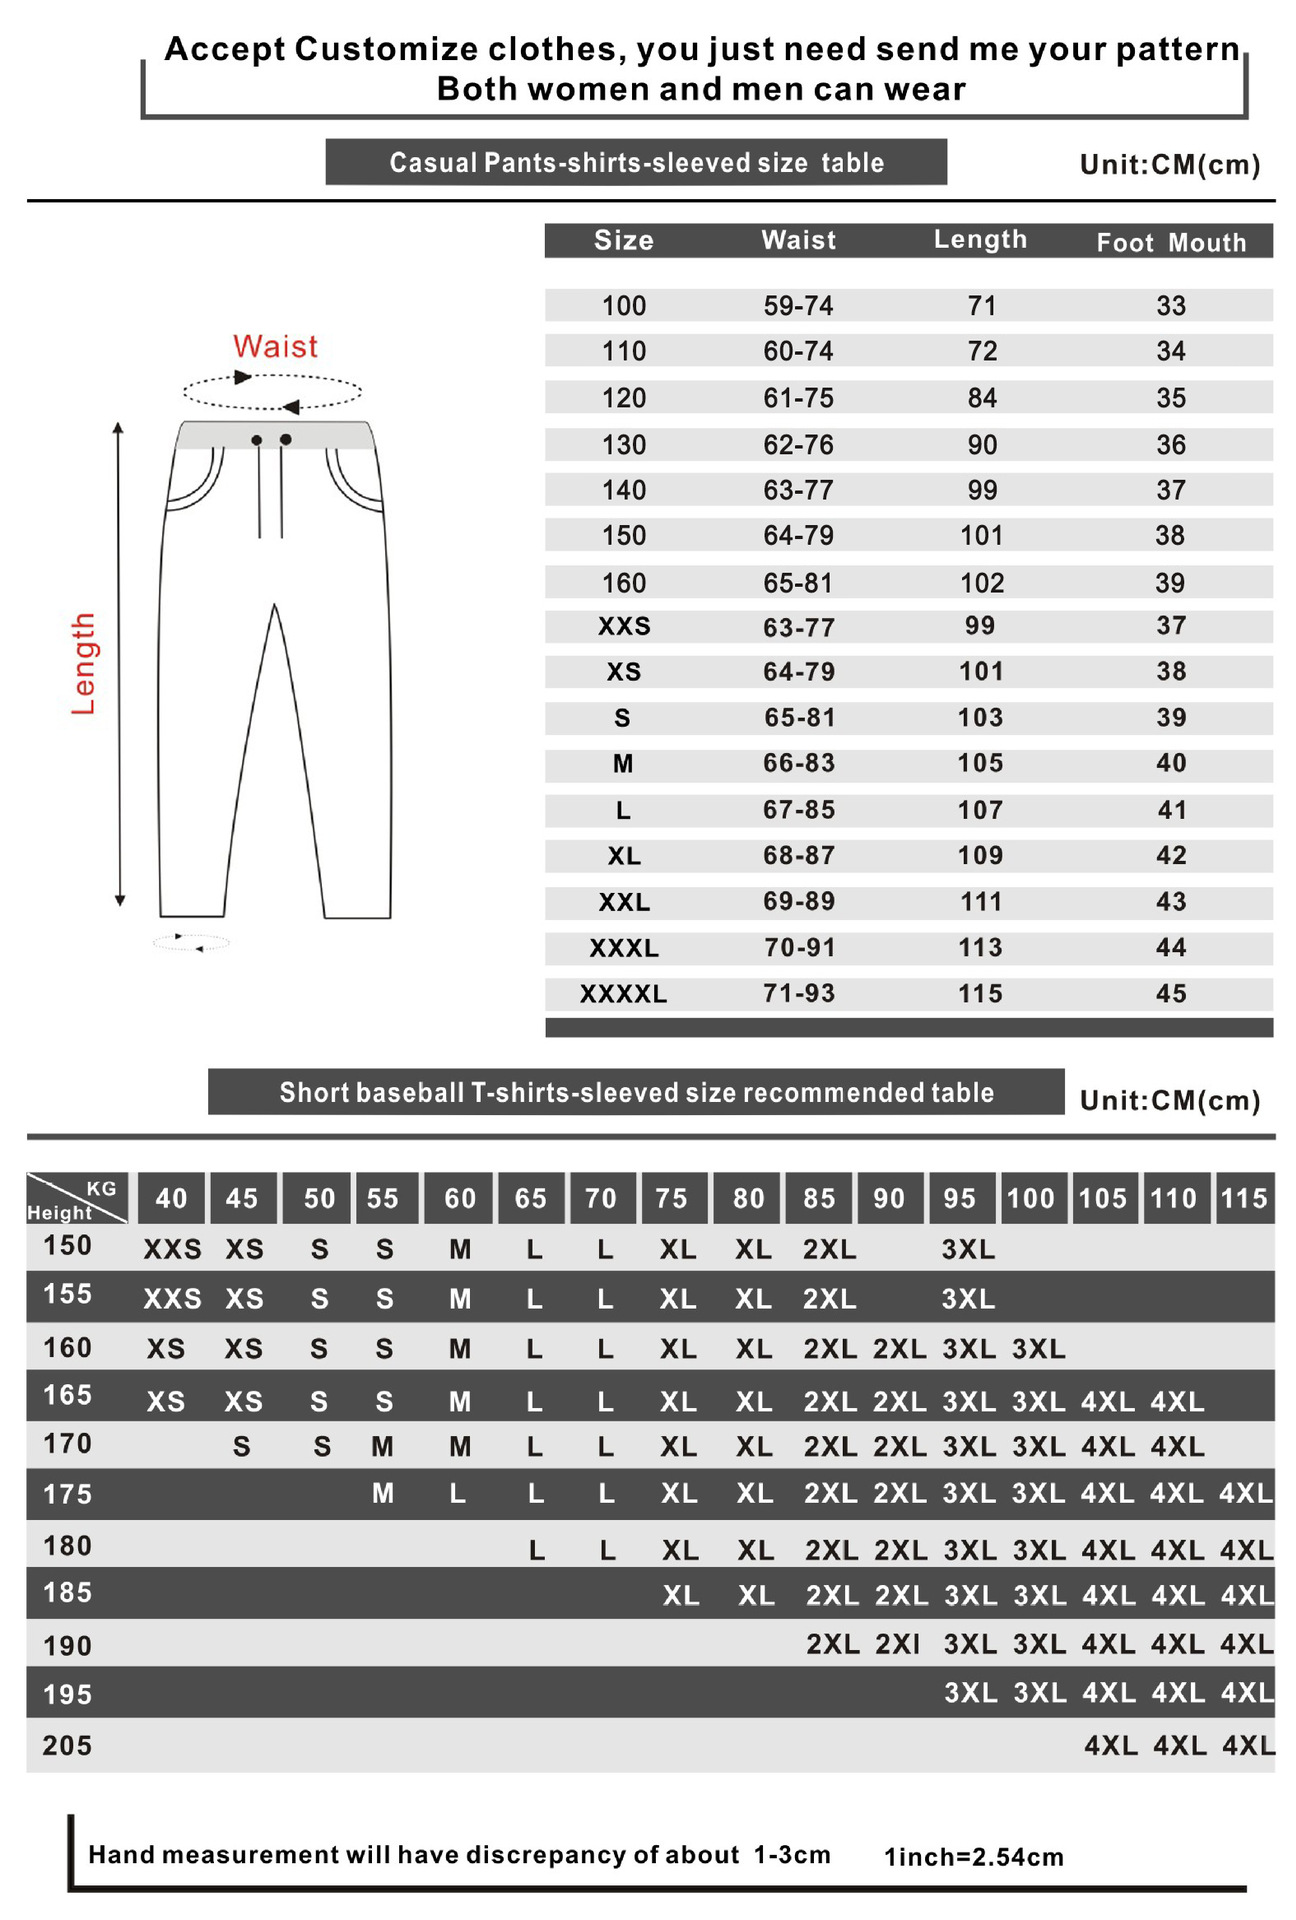 Accept Customize clothes, you just need send me your pattern
Both women and men can wear
Casual Pants-shirts-sleeved size table
Unit:CM(cm)
Size Waist Length Foot Mouth
100 59-74 71 33
110 60-74 72 34
120 61-75 84 35
130 62-76 90 36
140 63-77 99 37
150 64-79 101 38
160 65-81 102 39
XXS 63-77 99 37
XS 64-79 101 38
S 65-81 103 39
M 66-83 105 40
L 67-85 107 41
XL 68-87 109 42
XXL 69-89 111 43
XXXL 70-91 113 44
XXXXL 71-93 115 45
Waist
Length
Short baseball T-shirts-sleeved size recommended table
Unit:CM(cm)
KG
Height
40 45 50 55 60 65 70 75 80 85 90 95 100 105 110 115
150 XXS XS S S M L L XL XL 2XL 3XL
155 XXS XS S S M L L XL XL 2XL 3XL
160 XS XS S S M L L XL XL 2XL 2XL 3XL 3XL
165 XS XS S S M L L XL XL 2XL 2XL 3XL 3XL 4XL 4XL
170 S S M M L L XL XL 2XL 2XL 3XL 3XL 4XL 4XL
175 M L L L XL XL 2XL 2XL 3XL 3XL 4XL 4XL 4XL
180 L L XL XL 2XL 2XL 3XL 3XL 4XL 4XL 4XL
185 XL XL 2XL 2XL 3XL 3XL 4XL 4XL 4XL
190 2XL 2XI 3XL 3XL 4XL 4XL 4XL
195 3XL 3XL 4XL 4XL 4XL
205 4XL 4XL 4XL
Hand measurement will have discrepancy of about 1-3cm 1inch=2.54cm